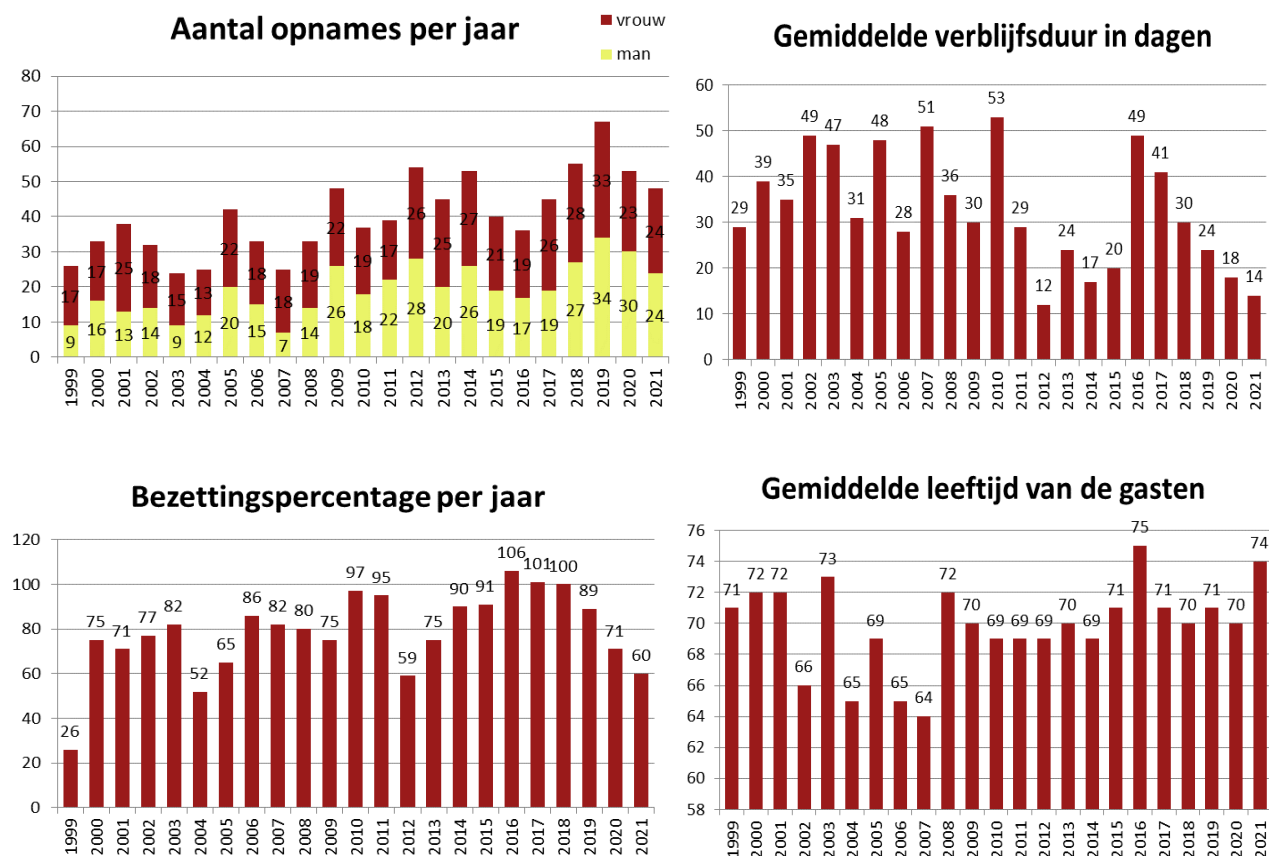 Aantal opnames per jaar
vrouw
man
80
70
60
50
40
30
20
10
0
17 17 25 18 15 13 22 18 18 19 22 19 17 26 25 27 21 19 26 28 33 23 24
9 16 13 14 9 12 20 15 7 14 26 18 22 28 20 26 19 17 19 27 34 30 24
1999 2000 2001 2002 2003 2004 2005 2006 2007 2008 2009 2010 2011 2012 2013 2014 2015 2016 2017 2018 2019 2020 2021
Gemiddelde verblijfsduur in dagen
60
50
40
30
20
10
0
29 39 35 49 47 31 48 28 51 36 30 53 29 12 24 17 20 49 41 30 24 18 14
1999 2000 2001 2002 2003 2004 2005 2006 2007 2008 2009 2010 2011 2012 2013 2014 2015 2016 2017 2018 2019 2020 2021
Bezettingspercentage per jaar
120
100
80
60
40
20
0
26 75 71 77 82 52 65 86 82 80 75 97 95 59 75 90 91 106 101 100 89 71 60
1999 2000 2001 2002 2003 2004 2005 2006 2007 2008 2009 2010 2011 2012 2013 2014 2015 2016 2017 2018 2019 2020 2021
Gemiddelde leeftijd van de gasten
76
74
72
70
68
66
64
62
60
58
71 72 72 66 73 65 69 65 64 72 70 69 69 69 70 69 71 75 71 70 71 70 74
1999 2000 2001 2002 2003 2004 2005 2006 2007 2008 2009 2010 2011 2012 2013 2014 2015 2016 2017 2018 2019 2020 2021